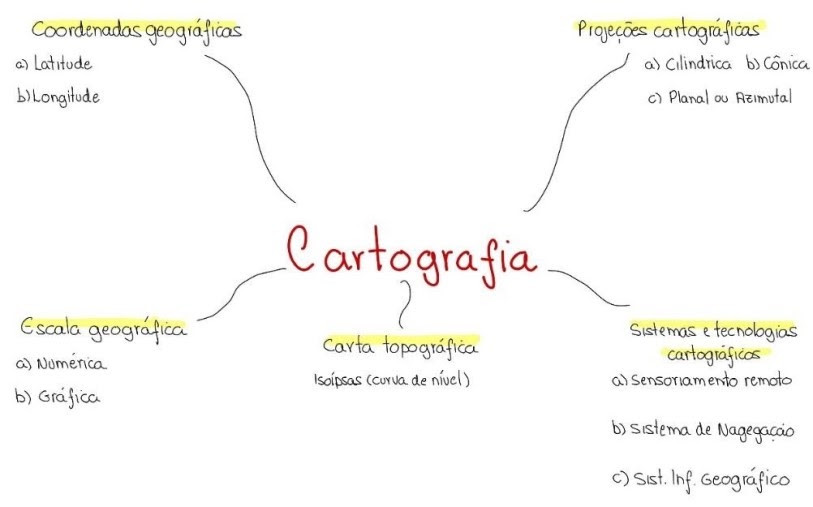 Coordenadas geográficas
a) Latitude
b) Longitude
Projeções cartográficas
a) Cilindrica b) Cônica
c) Planal ou Azimutal
Cartografia
Escala geográfica
a) Numérica
b) Gráfica
Carta topográfica
Isoípsas (curva de nível)
Sistemas e tecnologias
cartográficos
a) Sensoriamento remoto
b) Sistema de Nagegação
c) Sist. Inf. Geográfico